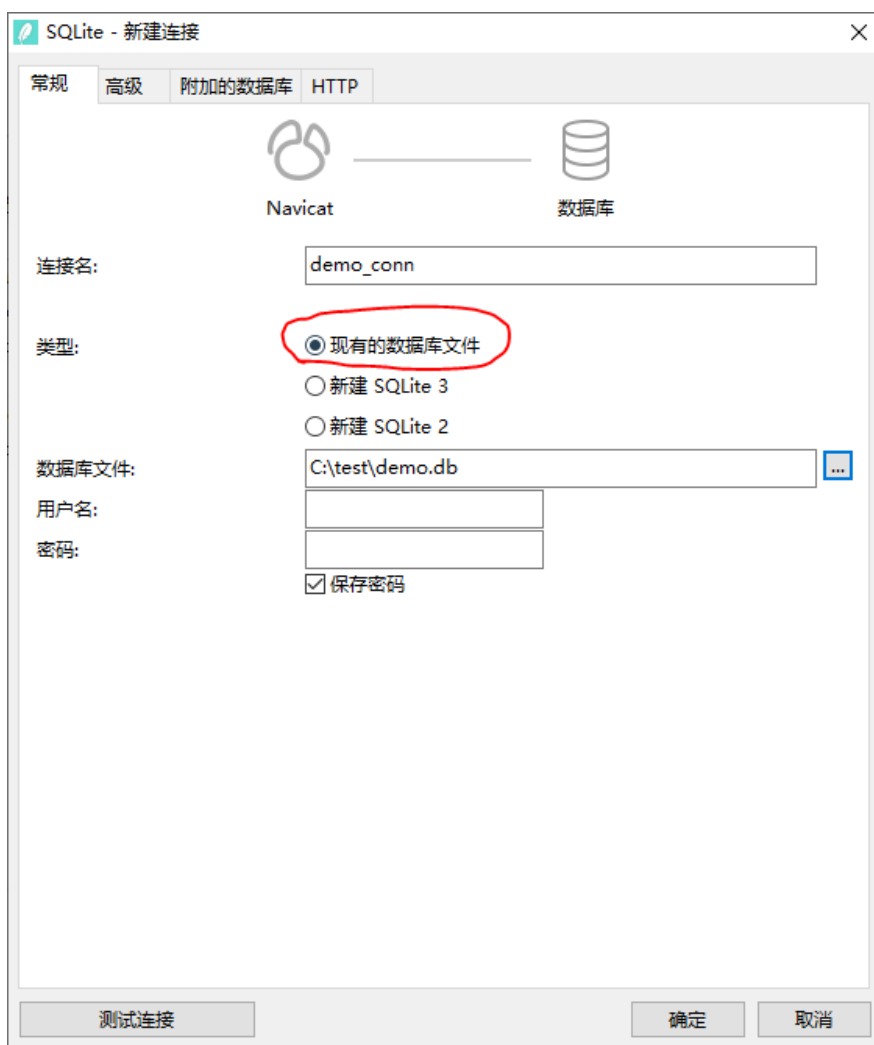 SQLite - 新建连接
常规 高级 附加的数据库 HTTP
Navicat 数据库
连接名: demo_conn
类型: 现有的数据库文件
新建 SQLite 3
新建 SQLite 2
数据库文件: C:\test\demo.db ...
用户名:
密码:
保存密码
测试连接 确定 取消